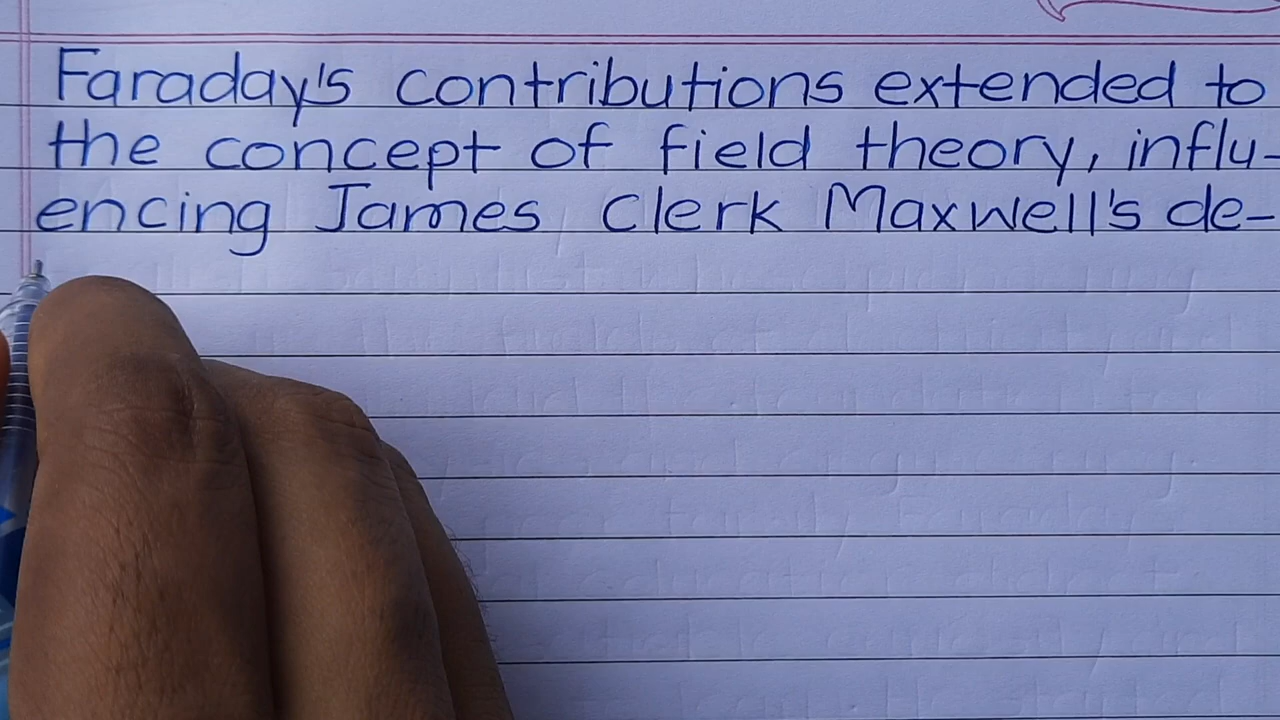 Faraday's contributions extended to
the concept of field theory, influ-
encing James Clerk Maxwell's de-